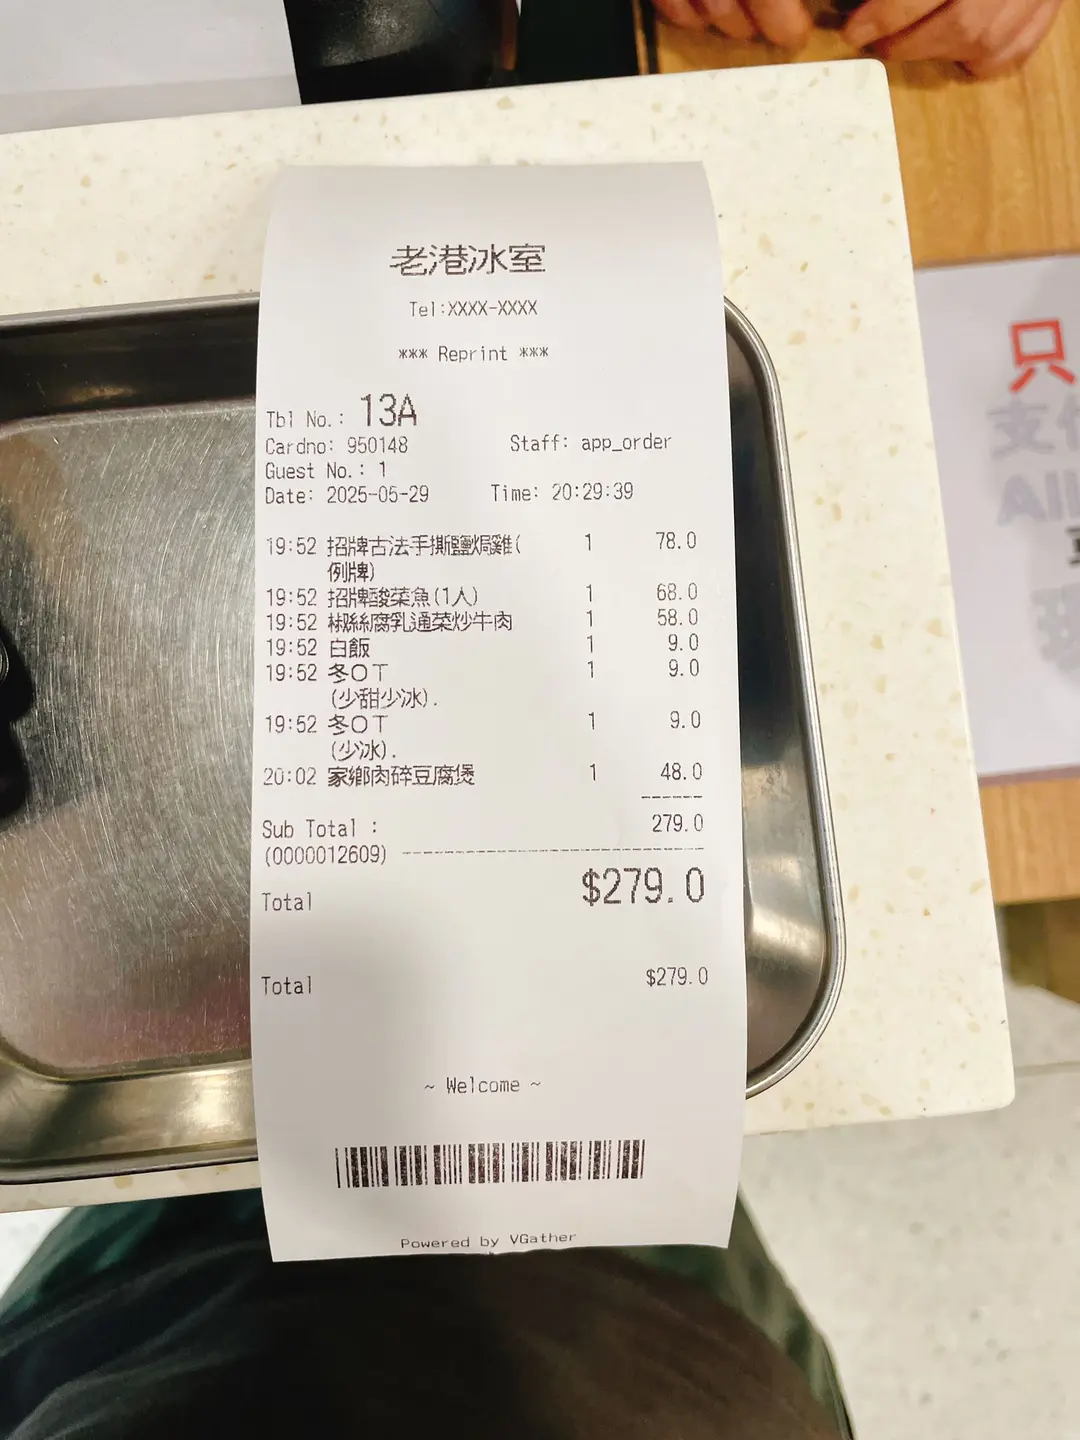 老港冰室
Tel:XXXX-XXXX
*** Reprint ***
Tbl No.: 13A
Cardno: 950148 Staff: app_order
Guest No.: 1
Date: 2025-05-29 Time: 20:29:39
19:52 招牌古法手撕鹽焗雞( 1 78.0
例牌)
19:52 招牌酸菜魚(1人) 1 68.0
19:52 椒絲腐乳通菜炒牛肉 1 58.0
19:52 白飯 1 9.0
19:52 冬OT 1 9.0
(少甜少冰).
19:52 冬OT 1 9.0
(少冰).
20:02 家鄉肉碎豆腐煲 1 48.0
Sub Total : 279.0
(0000012609)
Total $279.0
Total $279.0
~ Welcome ~
Powered by VGather
只
支